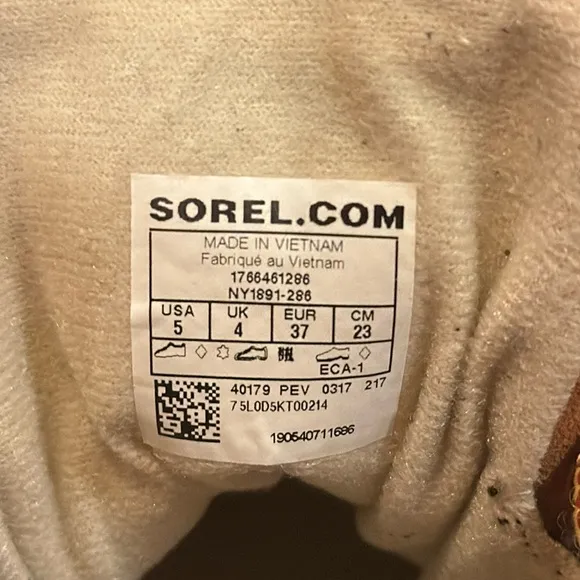 SOREL.COM
MADE IN VIETNAM
Fabriqué au Vietnam
1766461286
NY1891-286
USA UK EUR CM
5 4 37 23
ECA-1
40179 PEV 0317 217
75L0D5KT00214
190540711686